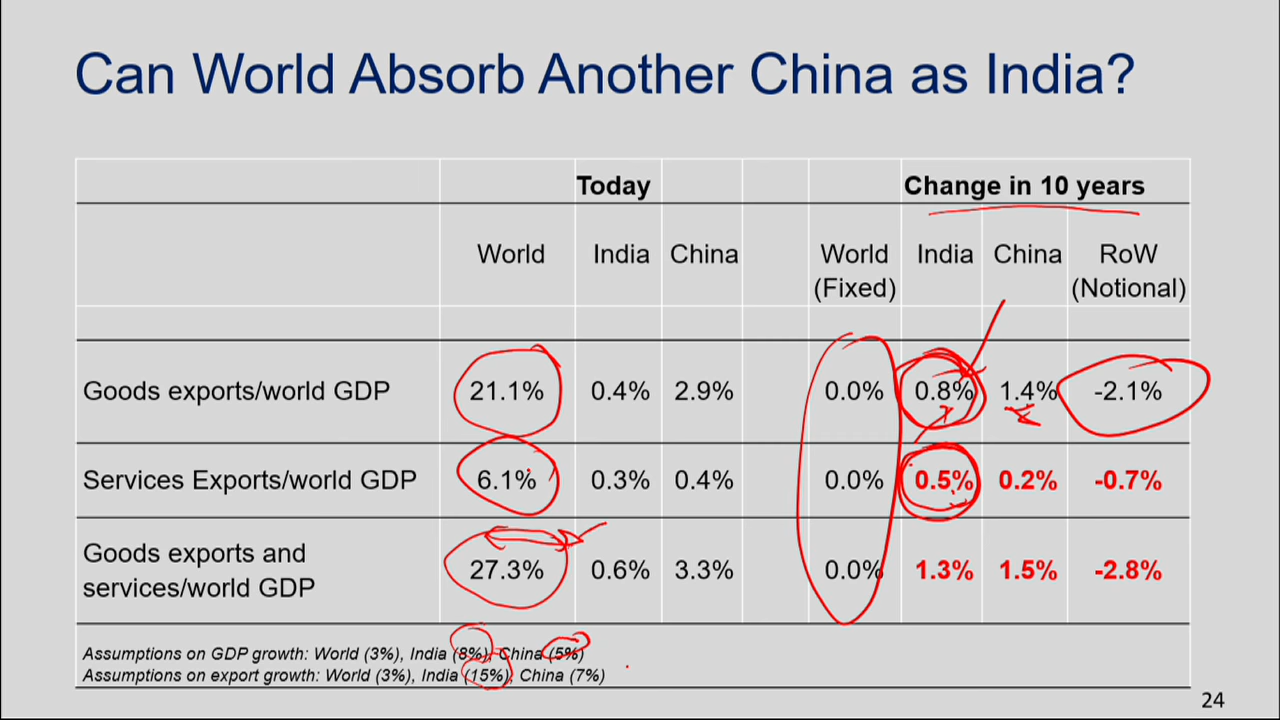 Can World Absorb Another China as India?
Today Change in 10 years
World India China World India China RoW
(Fixed) (Notional)
Goods exports/world GDP 21.1% 0.4% 2.9% 0.0% 0.8% 1.4% -2.1%
Services Exports/world GDP 6.1% 0.3% 0.4% 0.0% 0.5% 0.2% -0.7%
Goods exports and
services/world GDP 27.3% 0.6% 3.3% 0.0% 1.3% 1.5% -2.8%
Assumptions on GDP growth: World (3%), India (8%), China (5%)
Assumptions on export growth: World (3%), India (15%), China (7%)
24